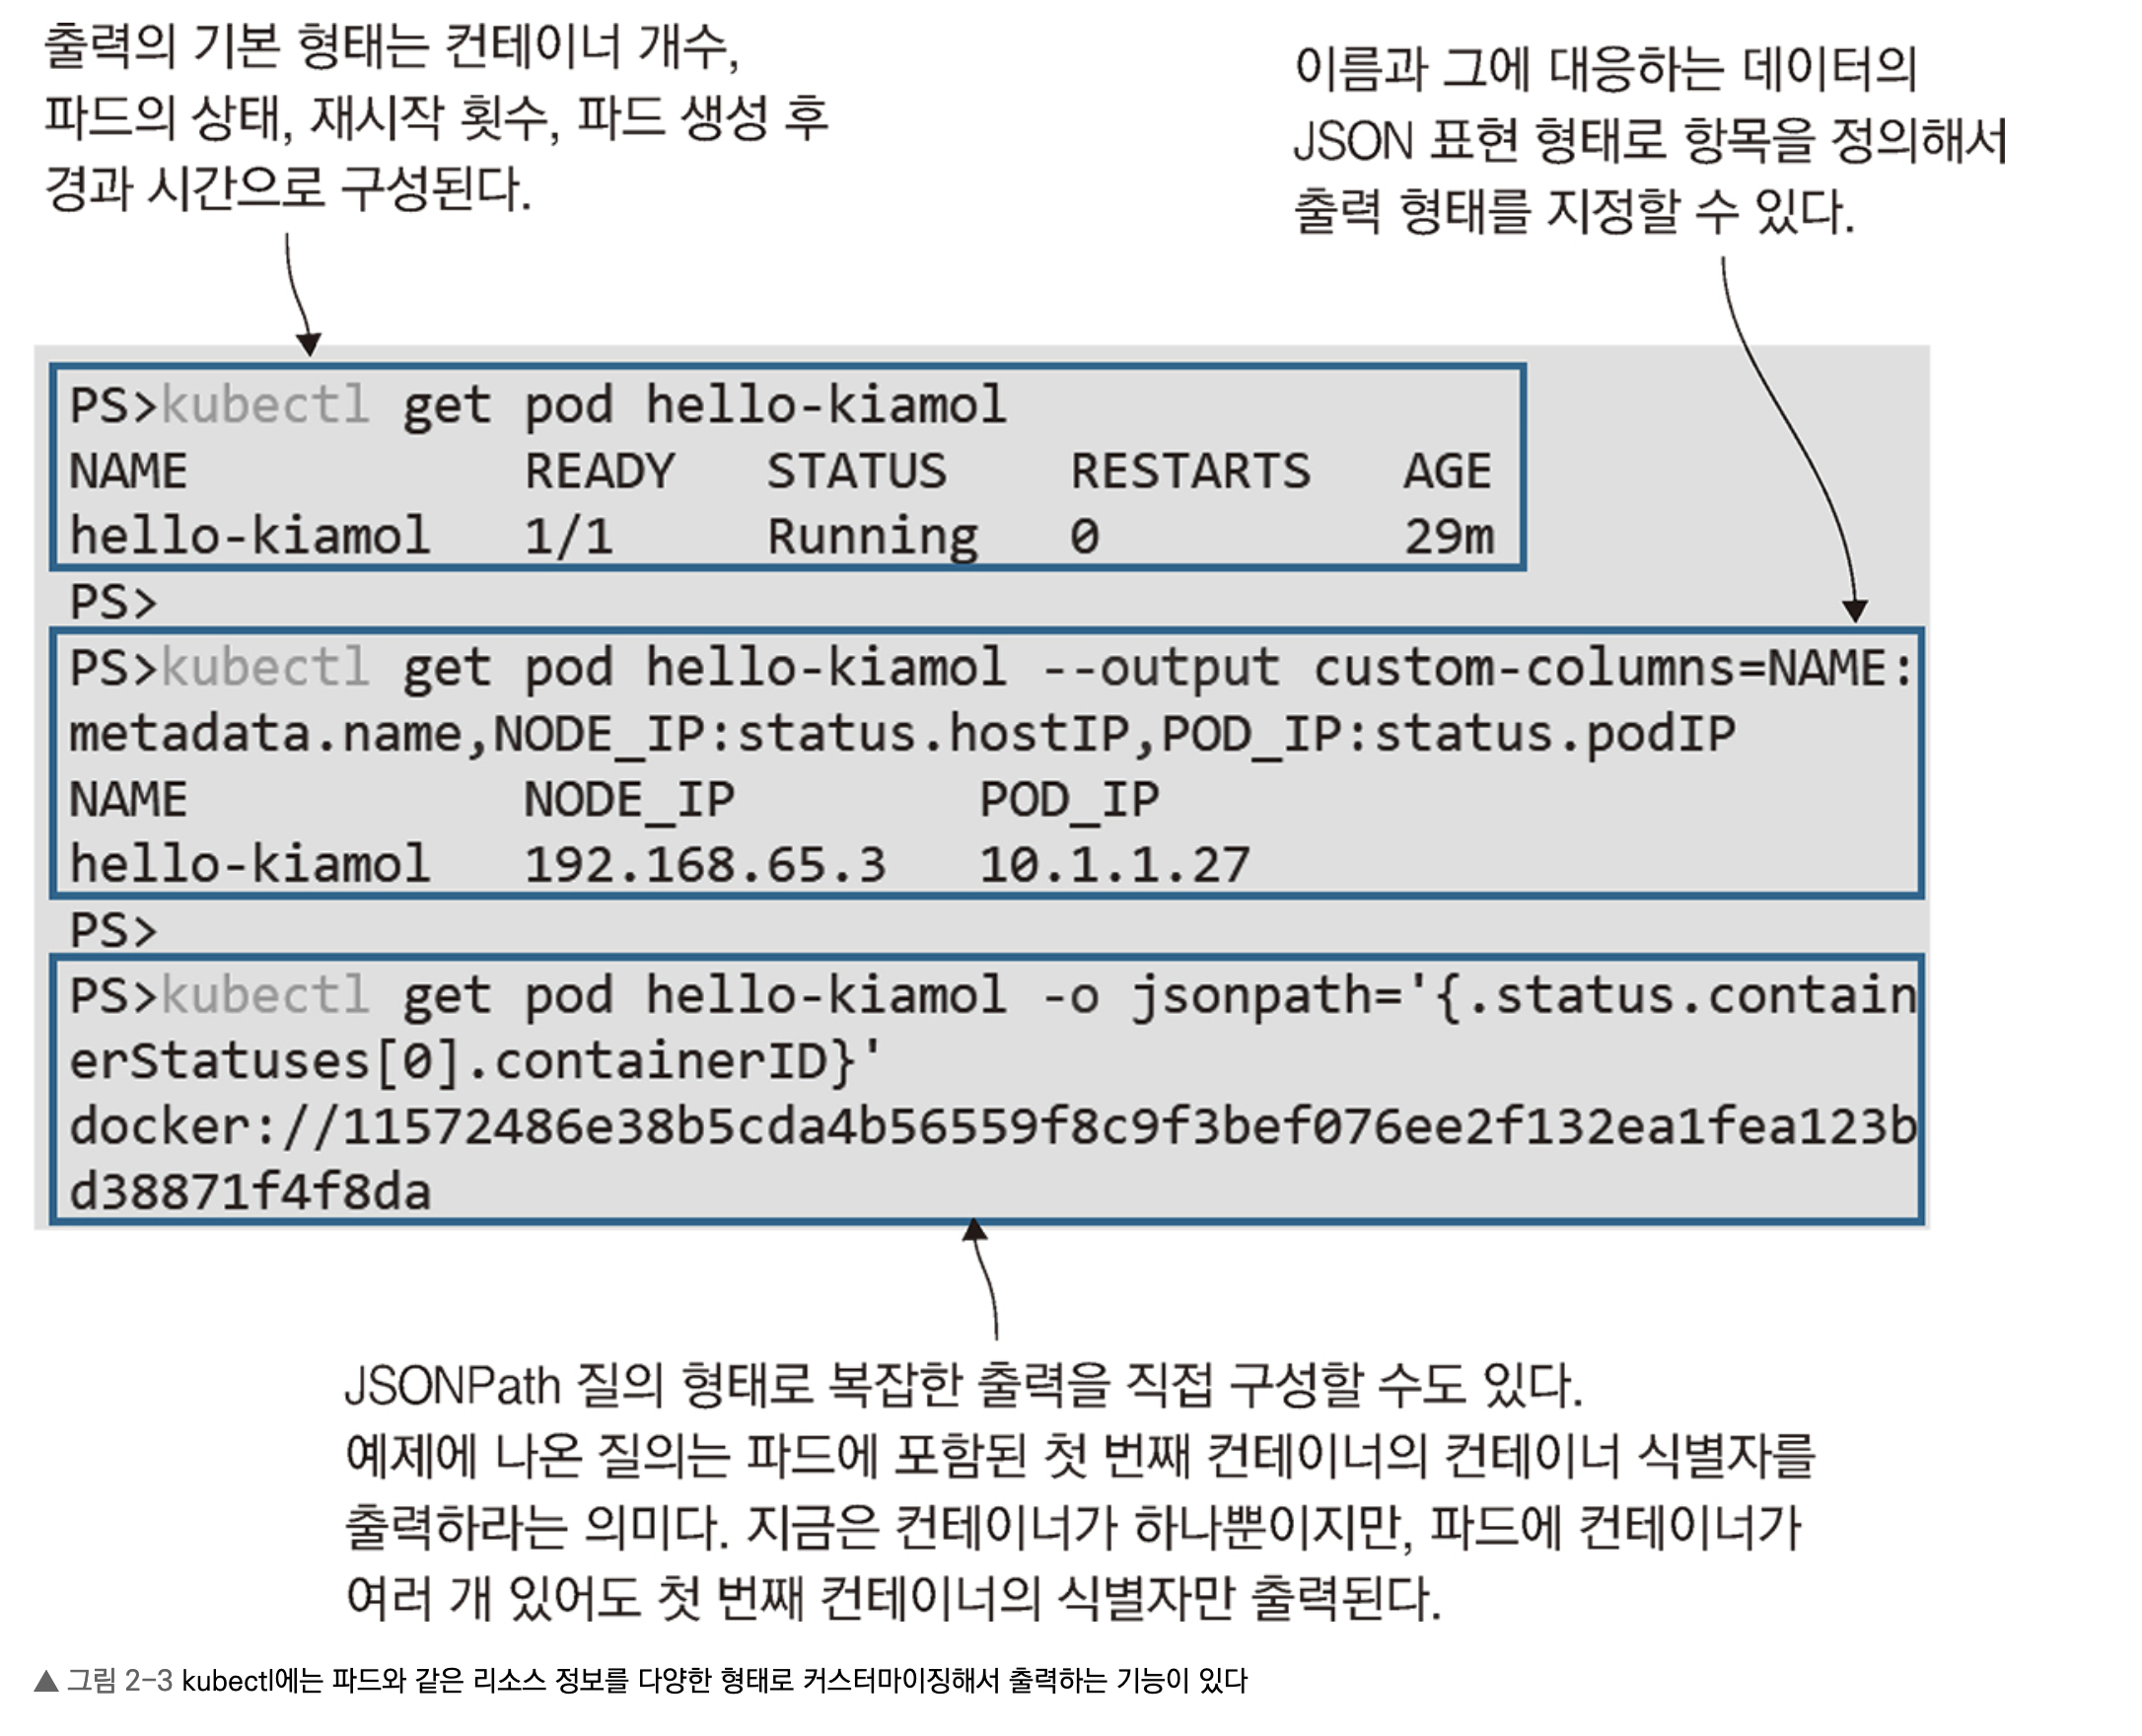 출력의 기본 형태는 컨테이너 개수,
파드의 상태, 재시작 횟수, 파드 생성 후
경과 시간으로 구성된다.
이름과 그에 대응하는 데이터의
JSON 표현 형태로 항목을 정의해서
출력 형태를 지정할 수 있다.
PS>kubectl get pod hello-kiamol
NAME READY STATUS RESTARTS AGE
hello-kiamol 1/1 Running 0 29m
PS>
PS>kubectl get pod hello-kiamol --output custom-columns=NAME:
metadata.name,NODE_IP:status.hostIP,POD_IP:status.podIP
NAME NODE_IP POD_IP
hello-kiamol 192.168.65.3 10.1.1.27
PS>
PS>kubectl get pod hello-kiamol -o jsonpath='{.status.contain
erStatuses[0].containerID}'
docker://11572486e38b5cda4b56559f8c9f3bef076ee2f132ea1fea123b
d38871f4f8da
JSONPath 질의 형태로 복잡한 출력을 직접 구성할 수도 있다.
예제에 나온 질의는 파드에 포함된 첫 번째 컨테이너의 컨테이너 식별자를
출력하라는 의미다. 지금은 컨테이너가 하나뿐이지만, 파드에 컨테이너가
여러 개 있어도 첫 번째 컨테이너의 식별자만 출력된다.
▲ 그림 2-3 kubectl에는 파드와 같은 리소스 정보를 다양한 형태로 커스터마이징해서 출력하는 기능이 있다